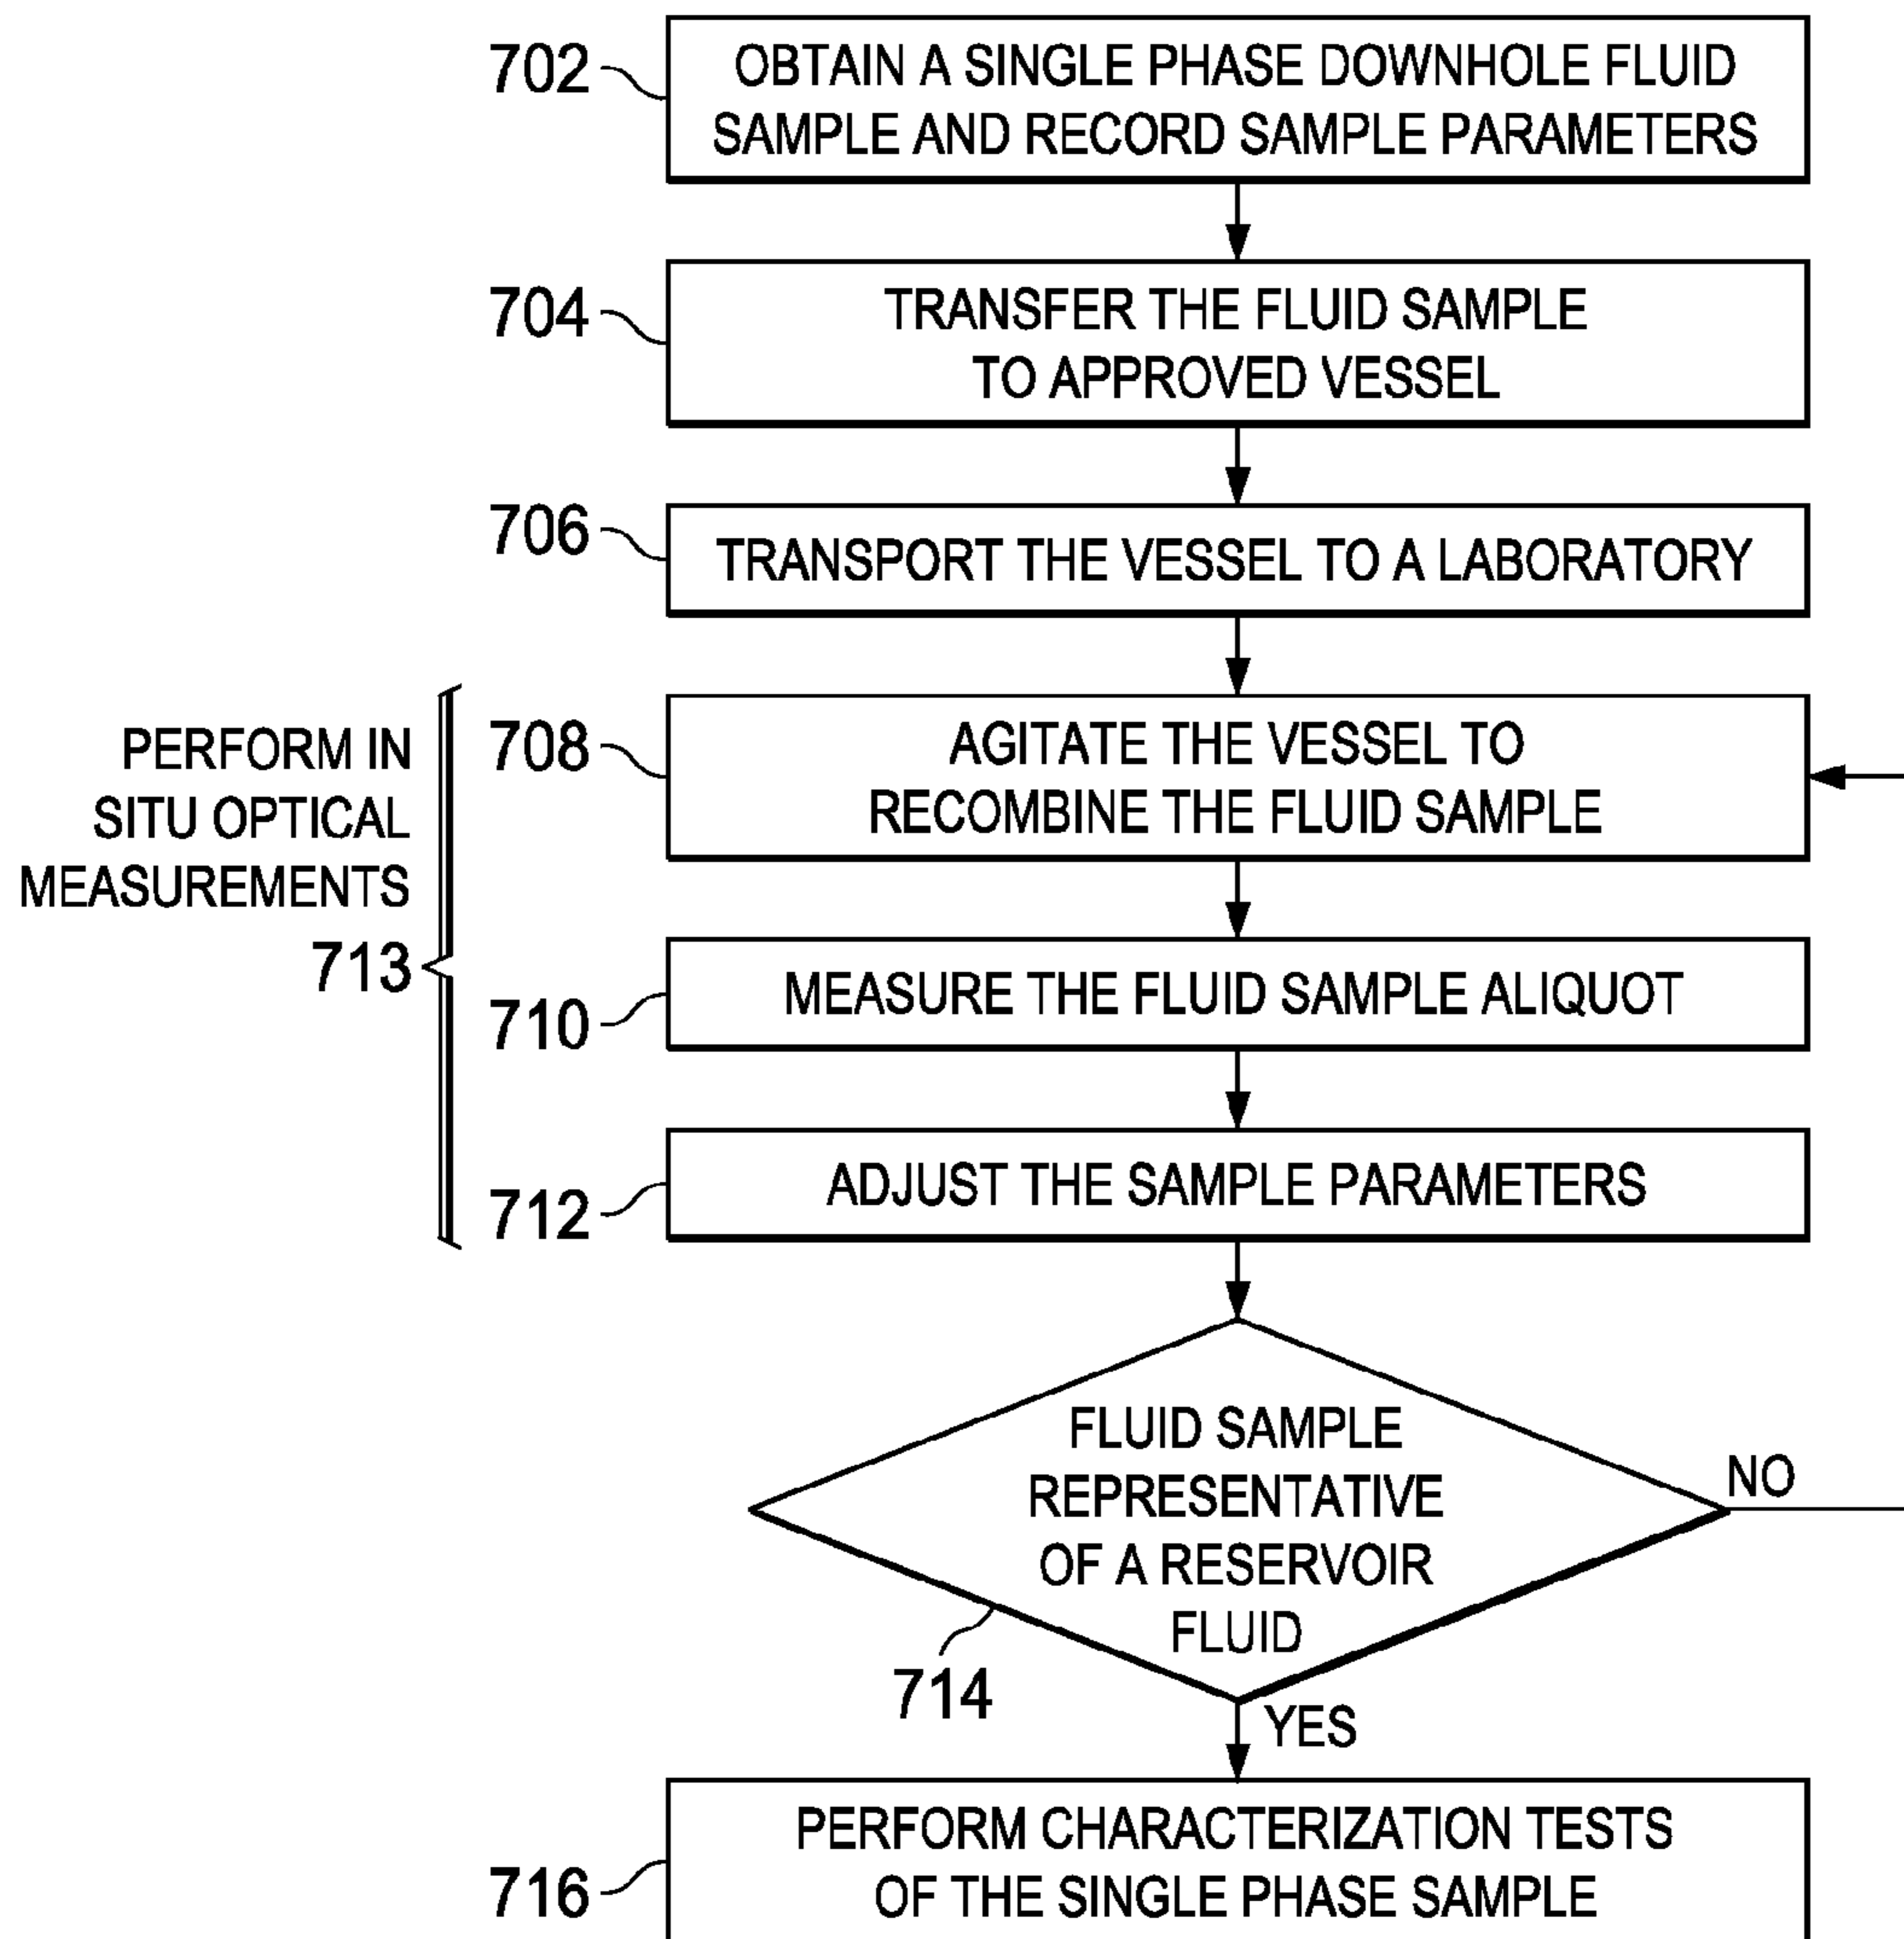 702
OBTAIN A SINGLE PHASE DOWNHOLE FLUID
SAMPLE AND RECORD SAMPLE PARAMETERS
704
TRANSFER THE FLUID SAMPLE
TO APPROVED VESSEL
706
TRANSPORT THE VESSEL TO A LABORATORY
PERFORM IN
SITU OPTICAL
MEASUREMENTS
713
708
AGITATE THE VESSEL TO
RECOMBINE THE FLUID SAMPLE
710
MEASURE THE FLUID SAMPLE ALIQUOT
712
ADJUST THE SAMPLE PARAMETERS
FLUID SAMPLE
REPRESENTATIVE
OF A RESERVOIR
FLUID
NO
714
YES
716
PERFORM CHARACTERIZATION TESTS
OF THE SINGLE PHASE SAMPLE